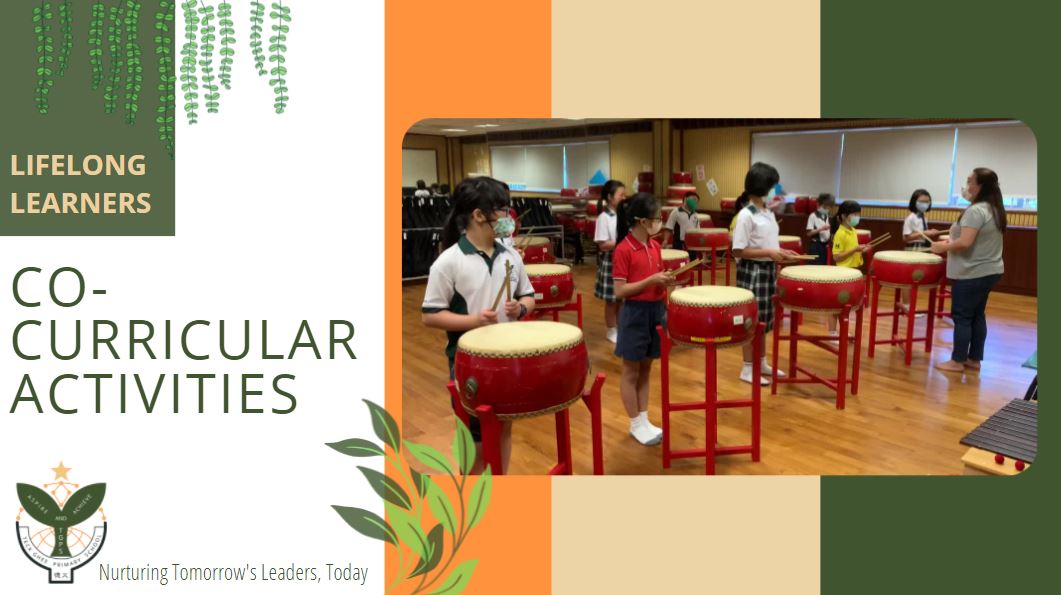 LIFELONG
LEARNERS
CO-
CURRICULAR
ACTIVITIES
ASPIRE AND ACHIEVE
TGPS
TECK GHEE PRIMARY SCHOOL
Nurturing Tomorrow's Leaders, Today